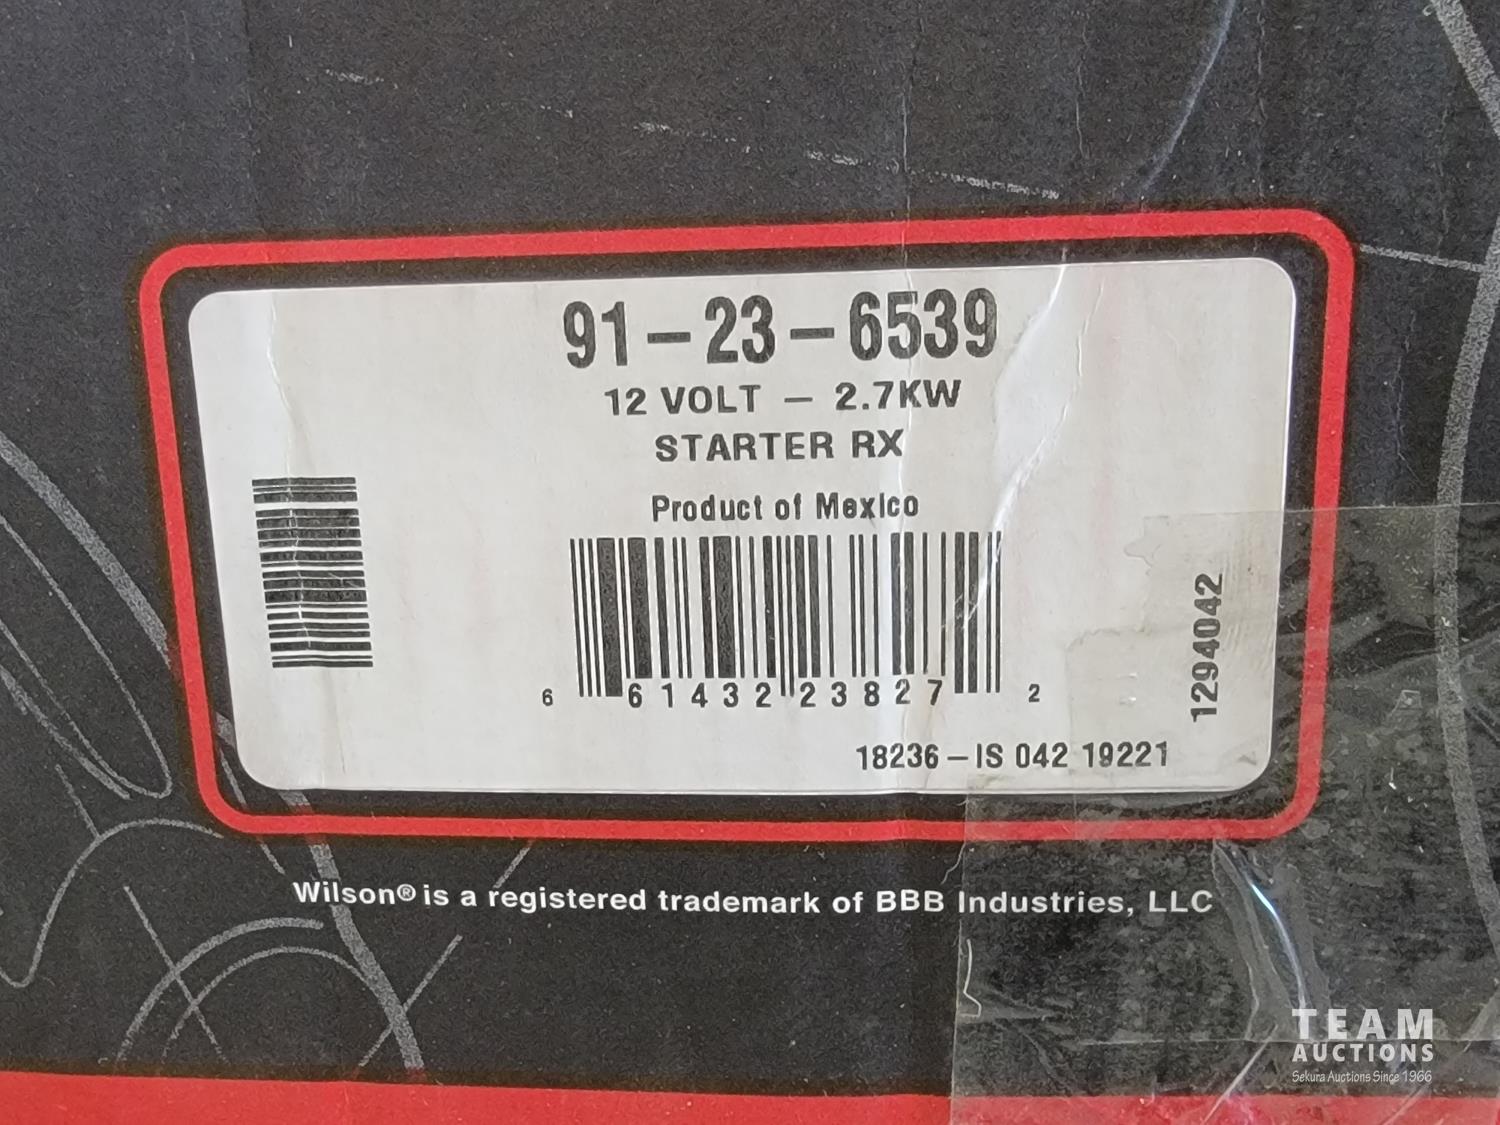 91-23-6539
12 VOLT - 2.7KW
STARTER RX
Product of Mexico
6 61432 23827 2
1294042
18236-IS 042 19221
Wilson® is a registered trademark of BBB Industries, LLC
TEAM
AUCTIONS
Sekura Auctions Since 1966